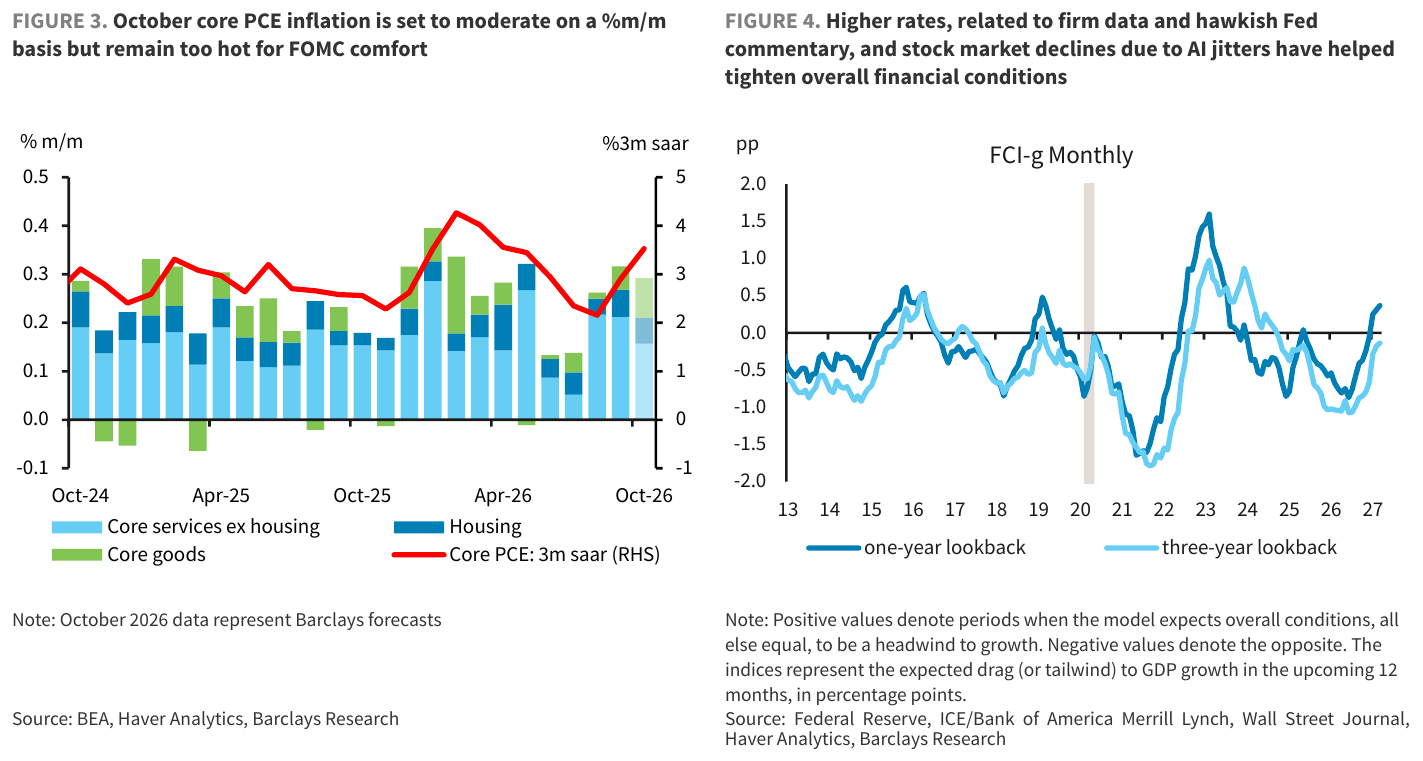 FIGURE 3. October core PCE inflation is set to moderate on a %m/m
basis but remain too hot for FOMC comfort
% m/m
%3m saar
0.5
0.4
0.3
0.2
0.1
0.0
-0.1
5
4
3
2
1
0
-1
Oct-24
Apr-25
Oct-25
Apr-26
Oct-26
Core services ex housing
Housing
Core goods
Core PCE: 3m saar (RHS)
Note: October 2026 data represent Barclays forecasts
Source: BEA, Haver Analytics, Barclays Research
FIGURE 4. Higher rates, related to firm data and hawkish Fed
commentary, and stock market declines due to AI jitters have helped
tighten overall financial conditions
pp
FCI-g Monthly
2.0
1.5
1.0
0.5
0.0
-0.5
-1.0
-1.5
-2.0
13
14
15
16
17
18
19
20
21
22
23
24
25
26
27
one-year lookback
three-year lookback
Note: Positive values denote periods when the model expects overall conditions, all
else equal, to be a headwind to growth. Negative values denote the opposite. The
indices represent the expected drag (or tailwind) to GDP growth in the upcoming 12
months, in percentage points.
Source: Federal Reserve, ICE/Bank of America Merrill Lynch, Wall Street Journal,
Haver Analytics, Barclays Research